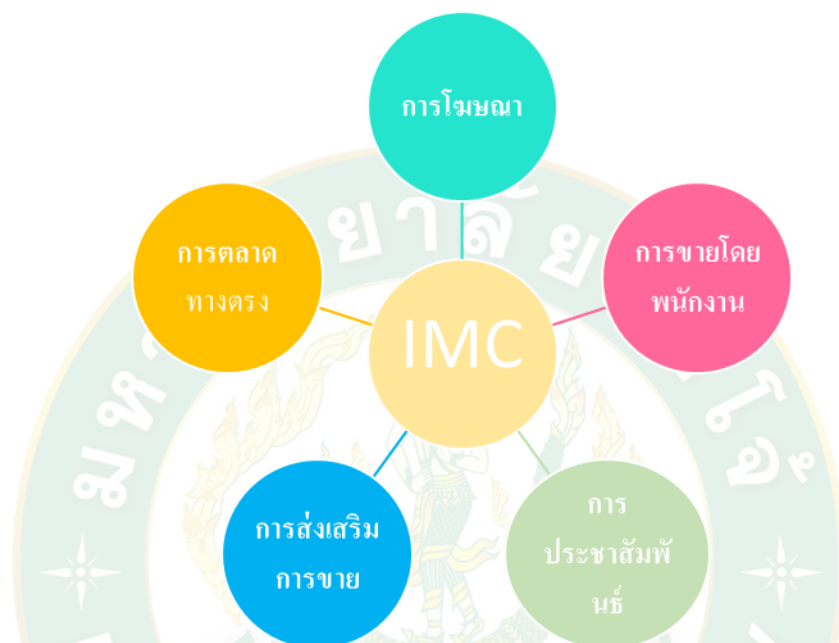 การโฆษณา
การตลาด
ทางตรง
การขายโดย
พนักงาน
IMC
การส่งเสริม
การขาย
การ
ประชาสัมพั
นธ์